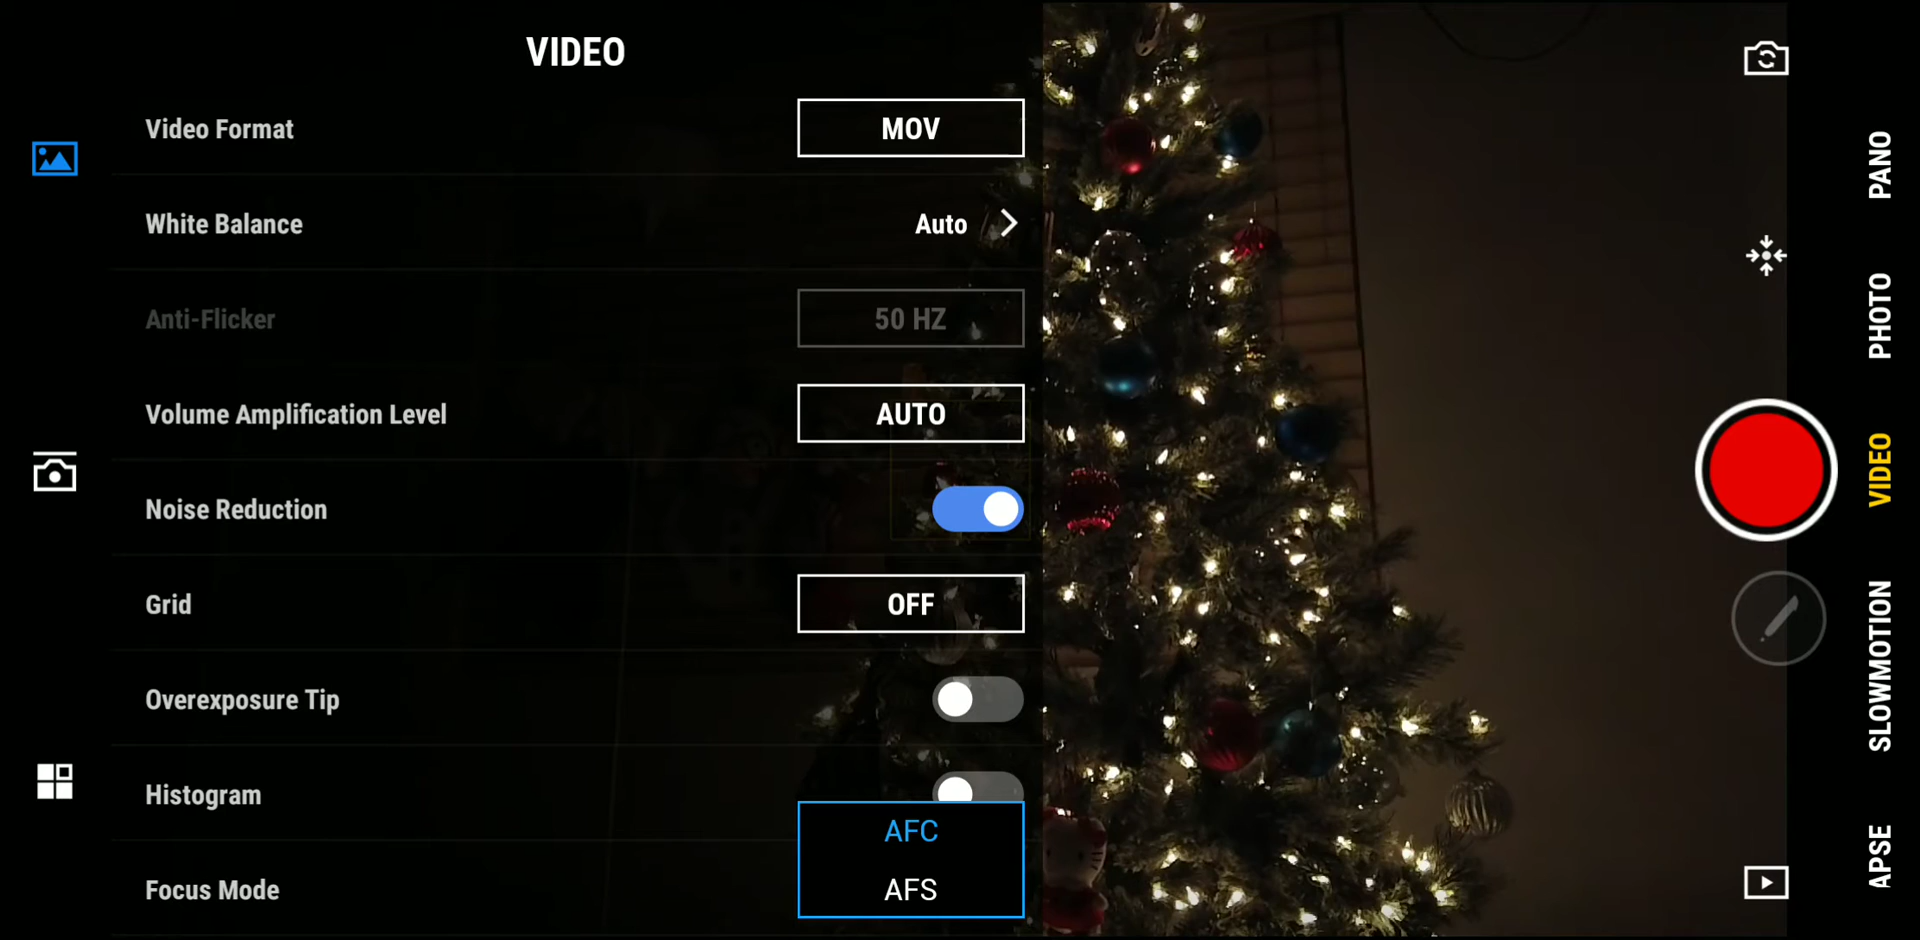 VIDEO
Video Format MOV
White Balance Auto
Anti-Flicker 50 HZ
Volume Amplification Level AUTO
Noise Reduction
Grid OFF
Overexposure Tip
Histogram
AFC
Focus Mode AFS
PANO
PHOTO
VIDEO
SLOWMOTION
APSE